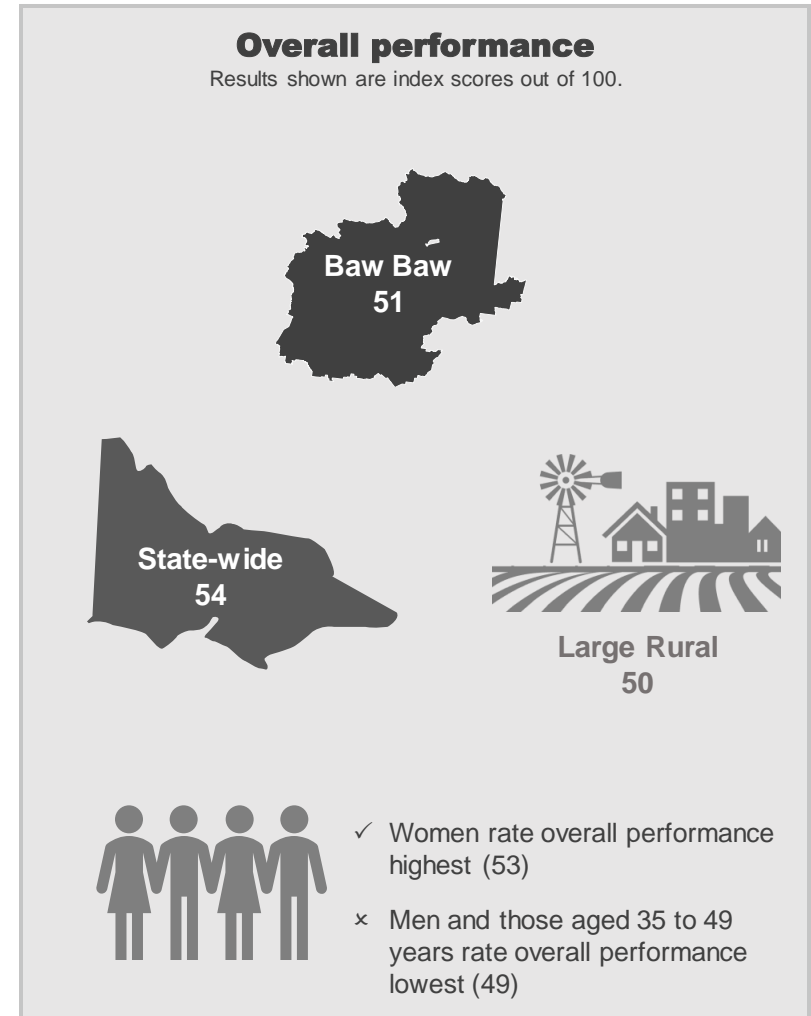 Overall performance
Results shown are index scores out of 100.
Baw Baw
51
State-wide
54
Large Rural
50
✓ Women rate overall performance
highest (53)
× Men and those aged 35 to 49
years rate overall performance
lowest (49)